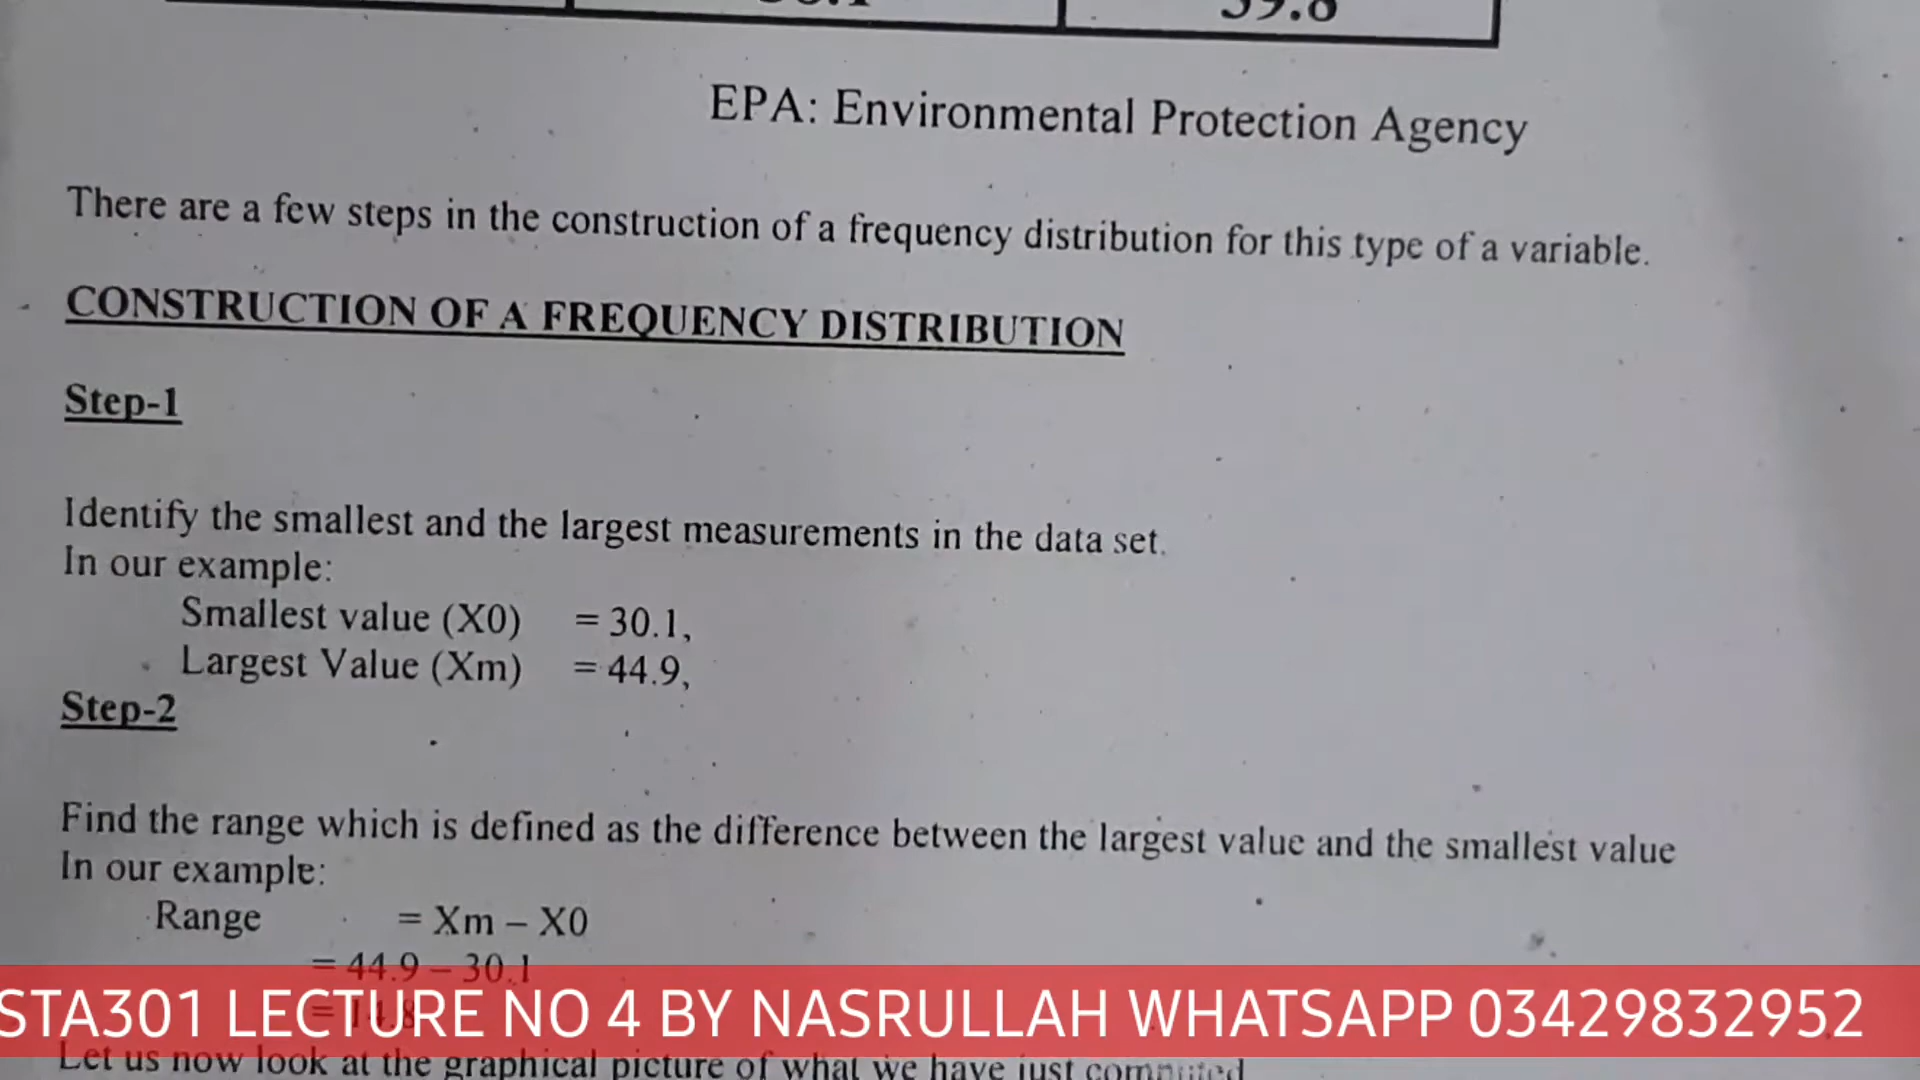 39.8
EPA: Environmental Protection Agency
There are a few steps in the construction of a frequency distribution for this type of a variable.
CONSTRUCTION OF A FREQUENCY DISTRIBUTION
Step-1
Identify the smallest and the largest measurements in the data set.
In our example:
Smallest value (X0) = 30.1,
Largest Value (Xm) = 44.9,
Step-2
Find the range which is defined as the difference between the largest value and the smallest value
In our example:
Range = Xm – X0
= 44.9 – 30.1
= 14.8
STA301 LECTURE NO 4 BY NASRULLAH WHATSAPP 03429832952
Let us now look at the graphical picture of what we have just computed